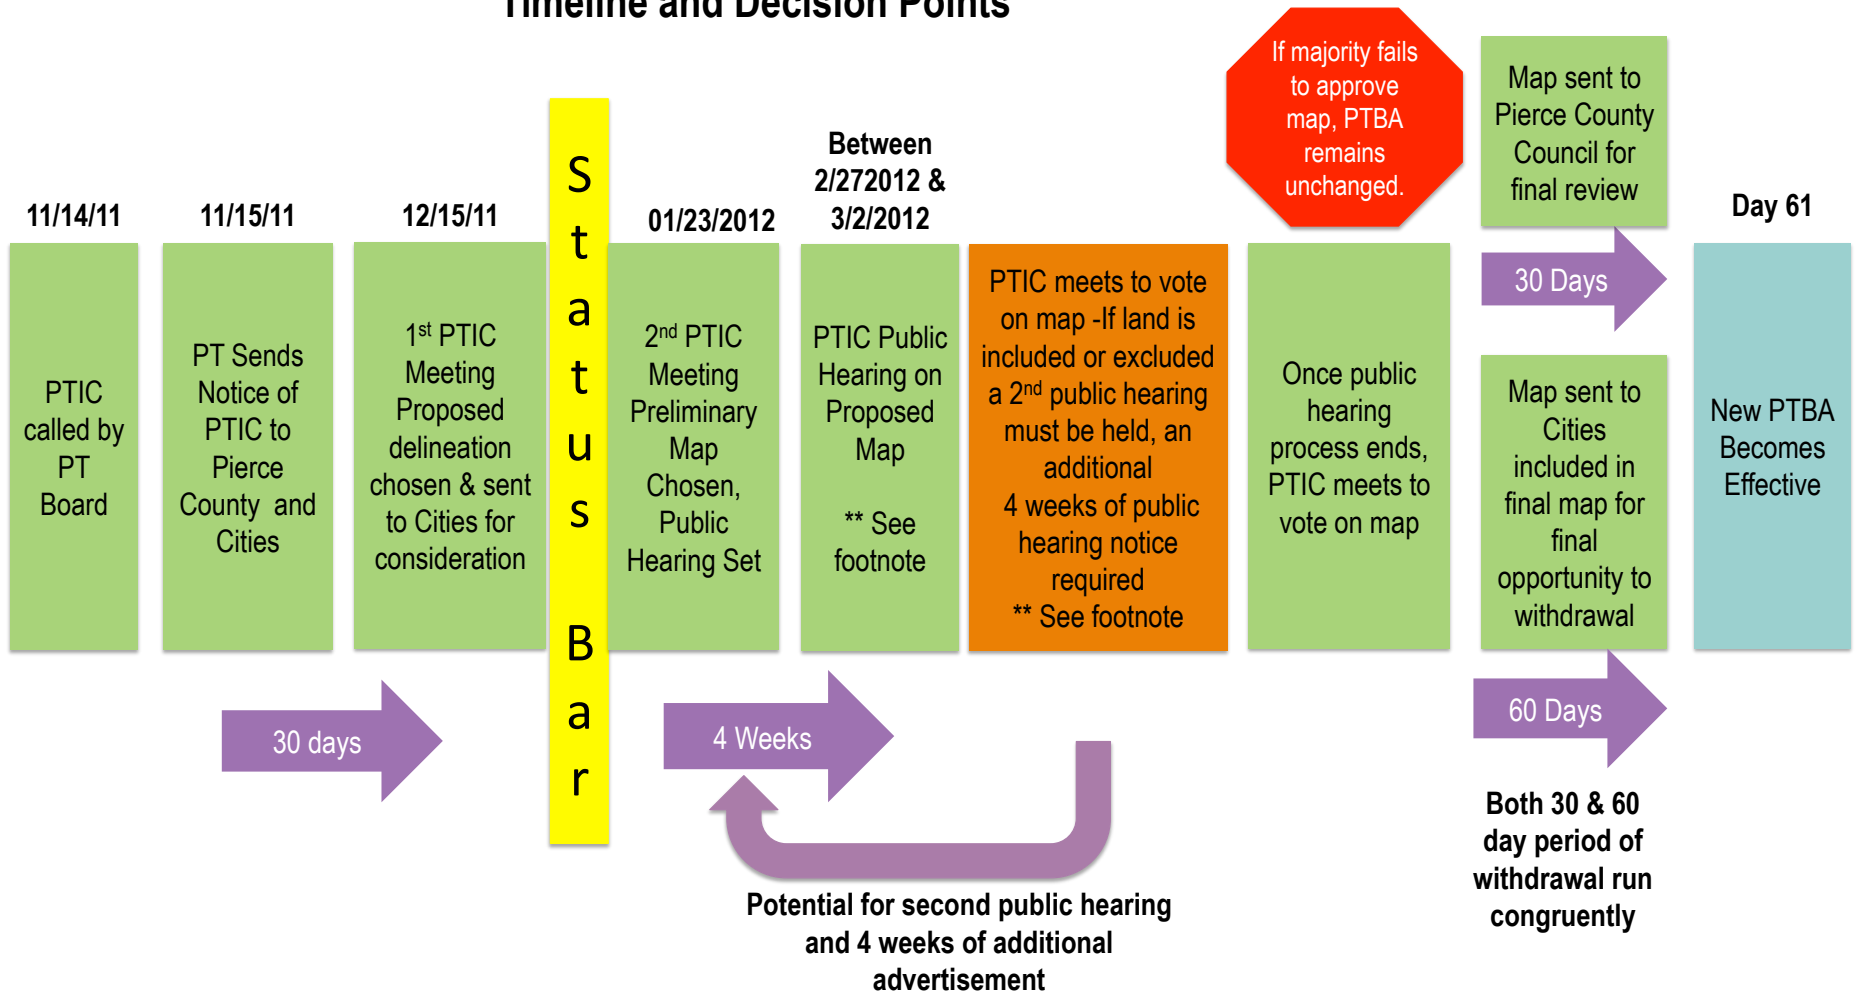 Timeline and Decision Points
11/14/11
PTIC
called by
PT
Board
11/15/11
PT Sends
Notice of
PTIC to
Pierce
County and
Cities
12/15/11
1st PTIC
Meeting
Proposed
delineation
chosen & sent
to Cities for
consideration
30 days
Status Bar
01/23/2012
2nd PTIC
Meeting
Preliminary
Map
Chosen,
Public
Hearing Set
Between
2/272012 &
3/2/2012
PTIC Public
Hearing on
Proposed
Map
** See
footnote
4 Weeks
PTIC meets to vote
on map -If land is
included or excluded
a 2nd public hearing
must be held, an
additional
4 weeks of public
hearing notice
required
** See footnote
Potential for second public hearing
and 4 weeks of additional
advertisement
If majority fails
to approve
map, PTBA
remains
unchanged.
Once public
hearing
process ends,
PTIC meets to
vote on map
Map sent to
Pierce County
Council for
final review
30 Days
Map sent to
Cities
included in
final map for
final
opportunity to
withdrawal
60 Days
Both 30 & 60
day period of
withdrawal run
congruently
Day 61
New PTBA
Becomes
Effective